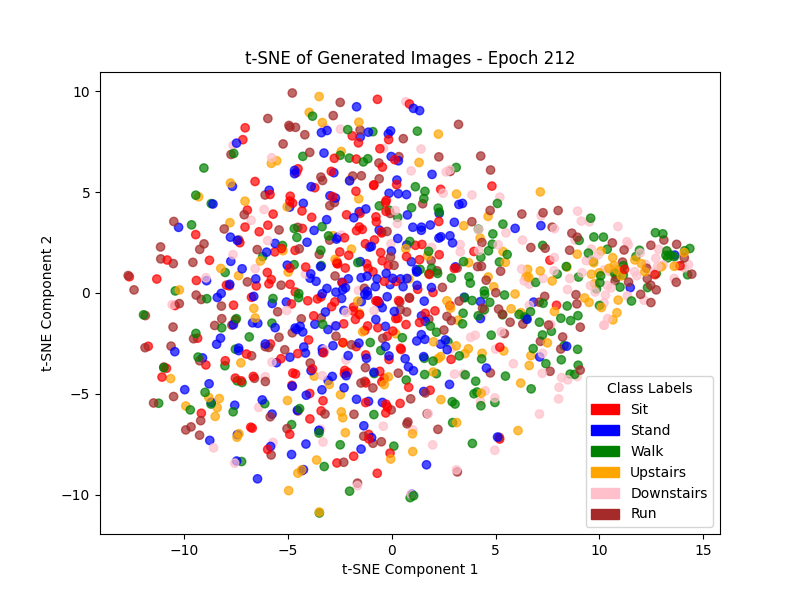 t-SNE of Generated Images - Epoch 212
t-SNE Component 2
10
5
0
−5
−10
−10
−5
0
5
10
15
t-SNE Component 1
Class Labels
Sit
Stand
Walk
Upstairs
Downstairs
Run